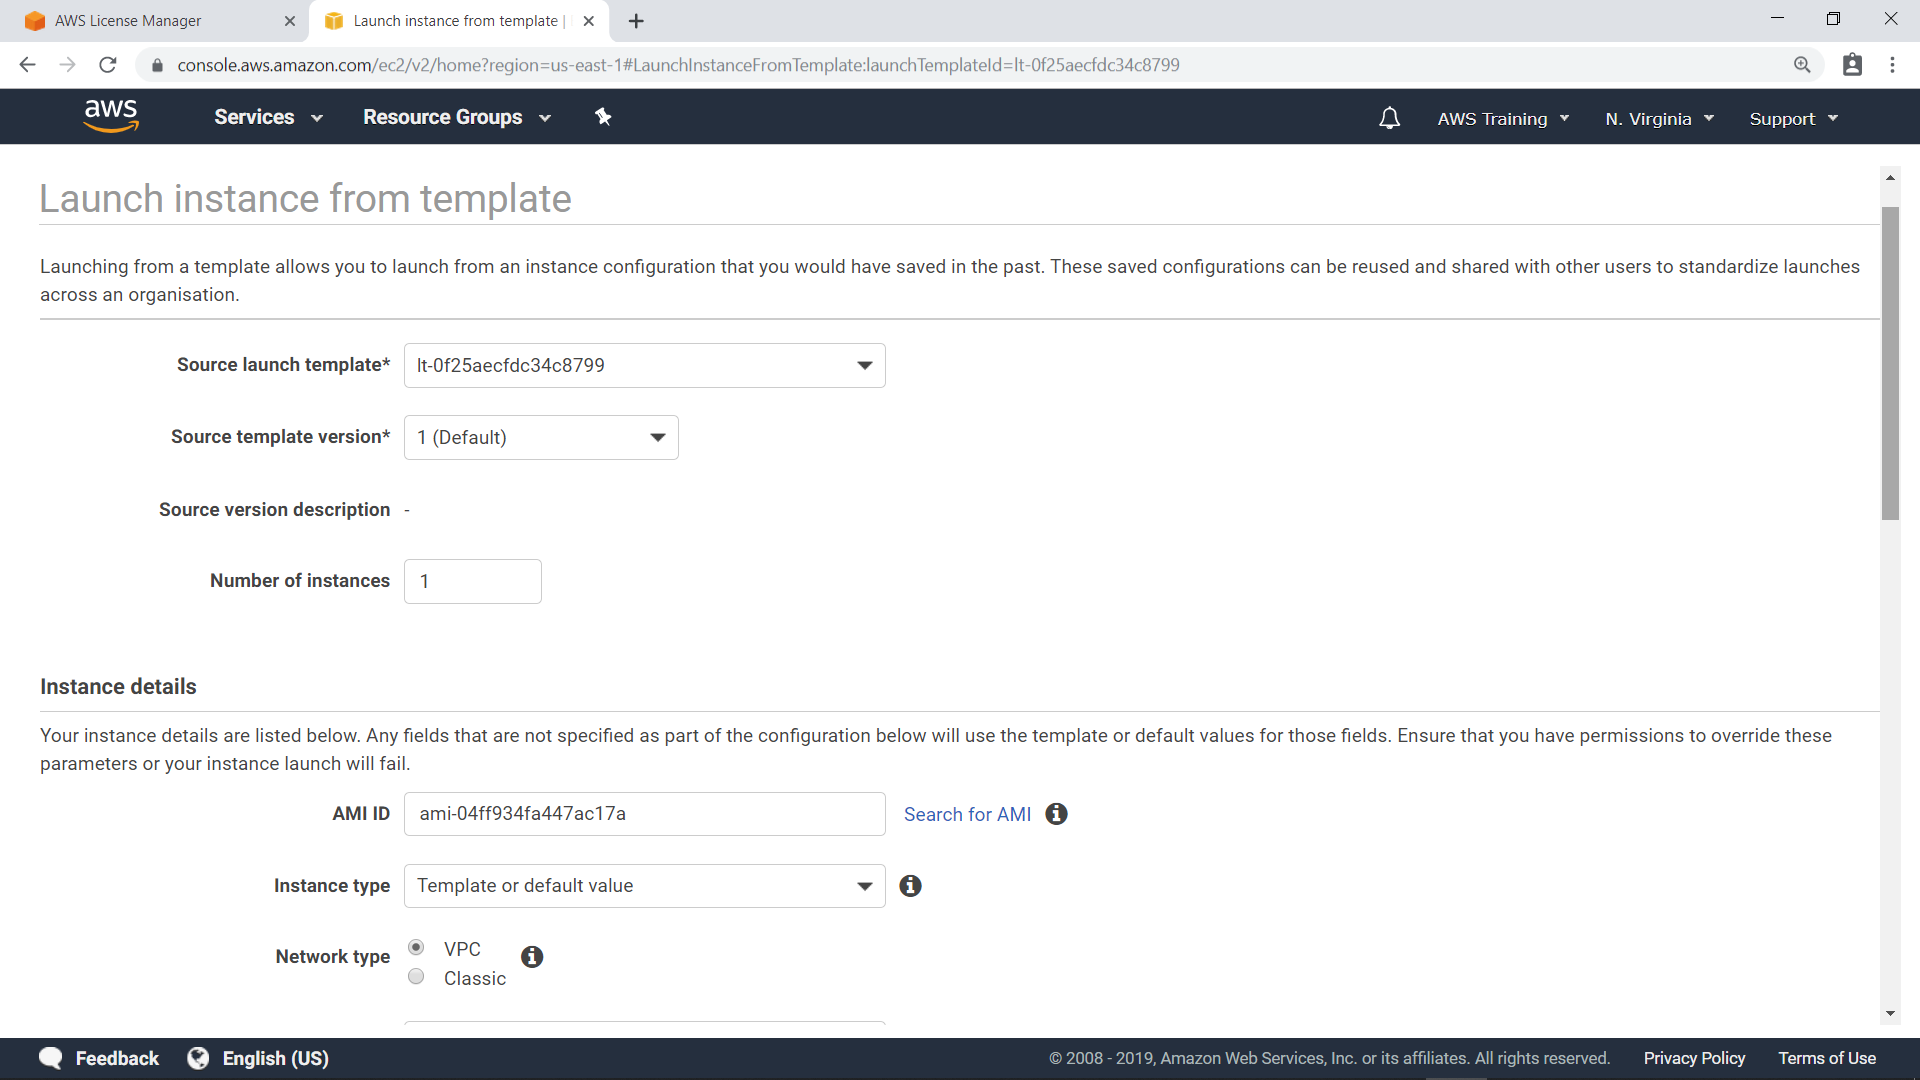 AWS License Manager
Launch instance from template |
console.aws.amazon.com/ec2/v2/home?region=us-east-1#LaunchInstanceFromTemplate:launchTemplateId=lt-0f25aecfdc34c8799
aws Services Resource Groups AWS Training N. Virginia Support
Launch instance from template
Launching from a template allows you to launch from an instance configuration that you would have saved in the past. These saved configurations can be reused and shared with other users to standardize launches
across an organisation.
Source launch template* lt-0f25aecfdc34c8799
Source template version* 1 (Default)
Source version description -
Number of instances 1
Instance details
Your instance details are listed below. Any fields that are not specified as part of the configuration below will use the template or default values for those fields. Ensure that you have permissions to override these
parameters or your instance launch will fail.
AMI ID ami-04ff934fa447ac17a Search for AMI
Instance type Template or default value
Network type VPC
Classic
Feedback English (US) © 2008 - 2019, Amazon Web Services, Inc. or its affiliates. All rights reserved. Privacy Policy Terms of Use